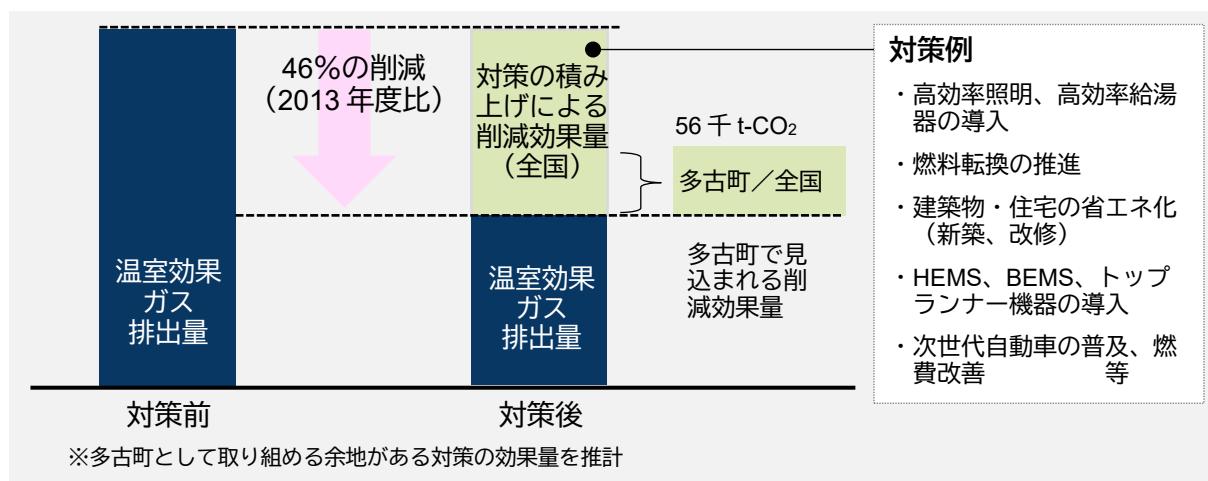 46%の削減
（2013 年度比）
対策の積み
上げによる
削減効果量
（全国）
56 千 t-CO2
多古町／全国
多古町で見
込まれる削
減効果量
温室効果
ガス
排出量
温室効果
ガス
排出量
対策前
対策後
※多古町として取り組める余地がある対策の効果量を推計
対策例
・高効率照明、高効率給湯
器の導入
・燃料転換の推進
・建築物・住宅の省エネ化
（新築、改修）
・HEMS、BEMS、トップ
ランナー機器の導入
・次世代自動車の普及、燃
費改善　　　　　等